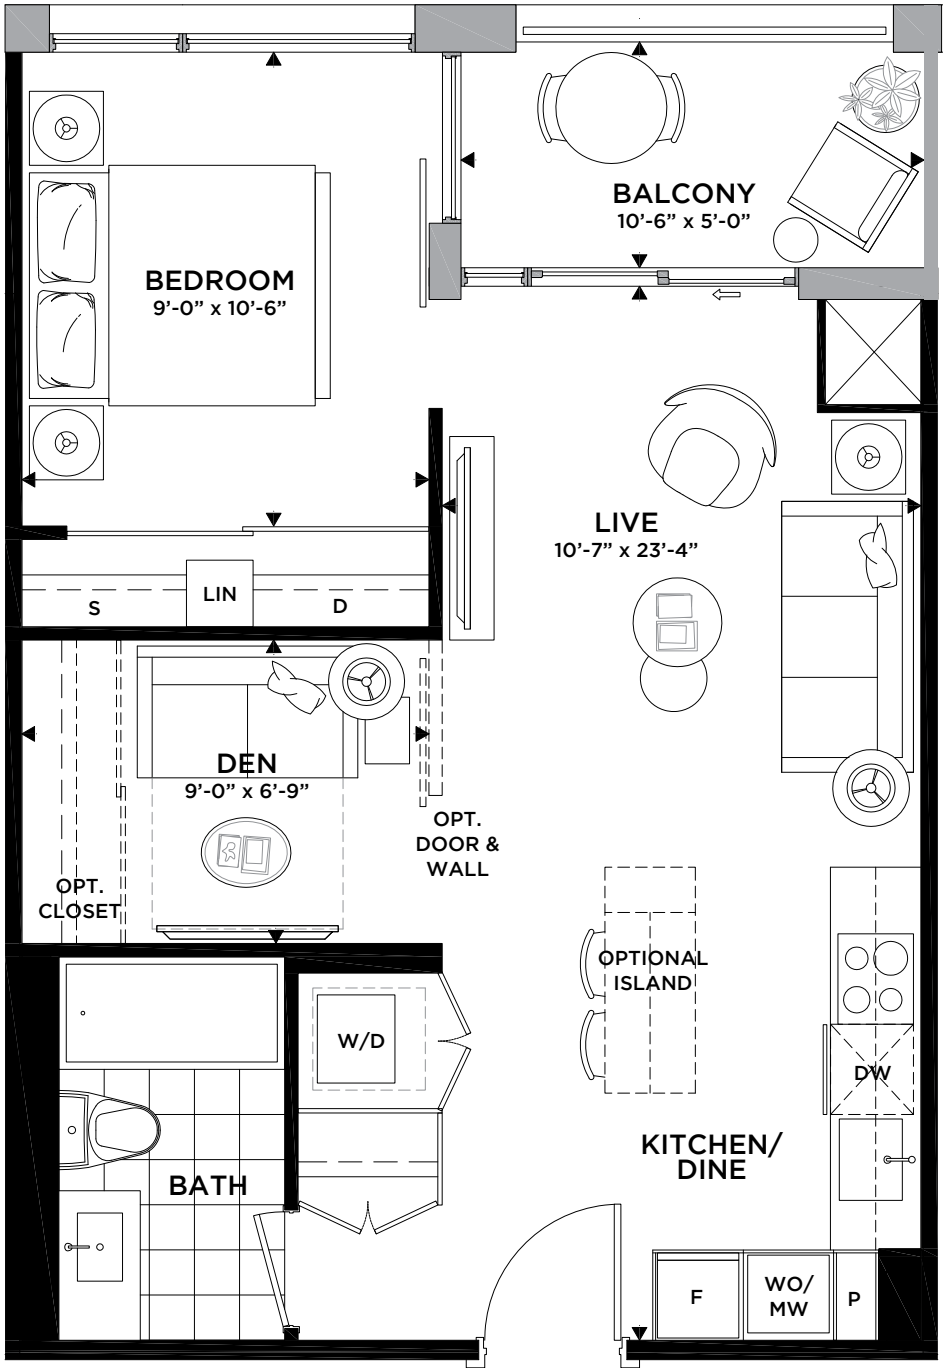 BALCONY
10'-6" x 5'-0"
BEDROOM
9'-0" x 10'-6"
LIVE
10'-7" x 23'-4"
LIN
S
D
DEN
9'-0" x 6'-9"
OPT.
DOOR &
WALL
OPT.
CLOSET
OPTIONAL
ISLAND
W/D
DW
KITCHEN/
DINE
BATH
F
WO/
MW
P